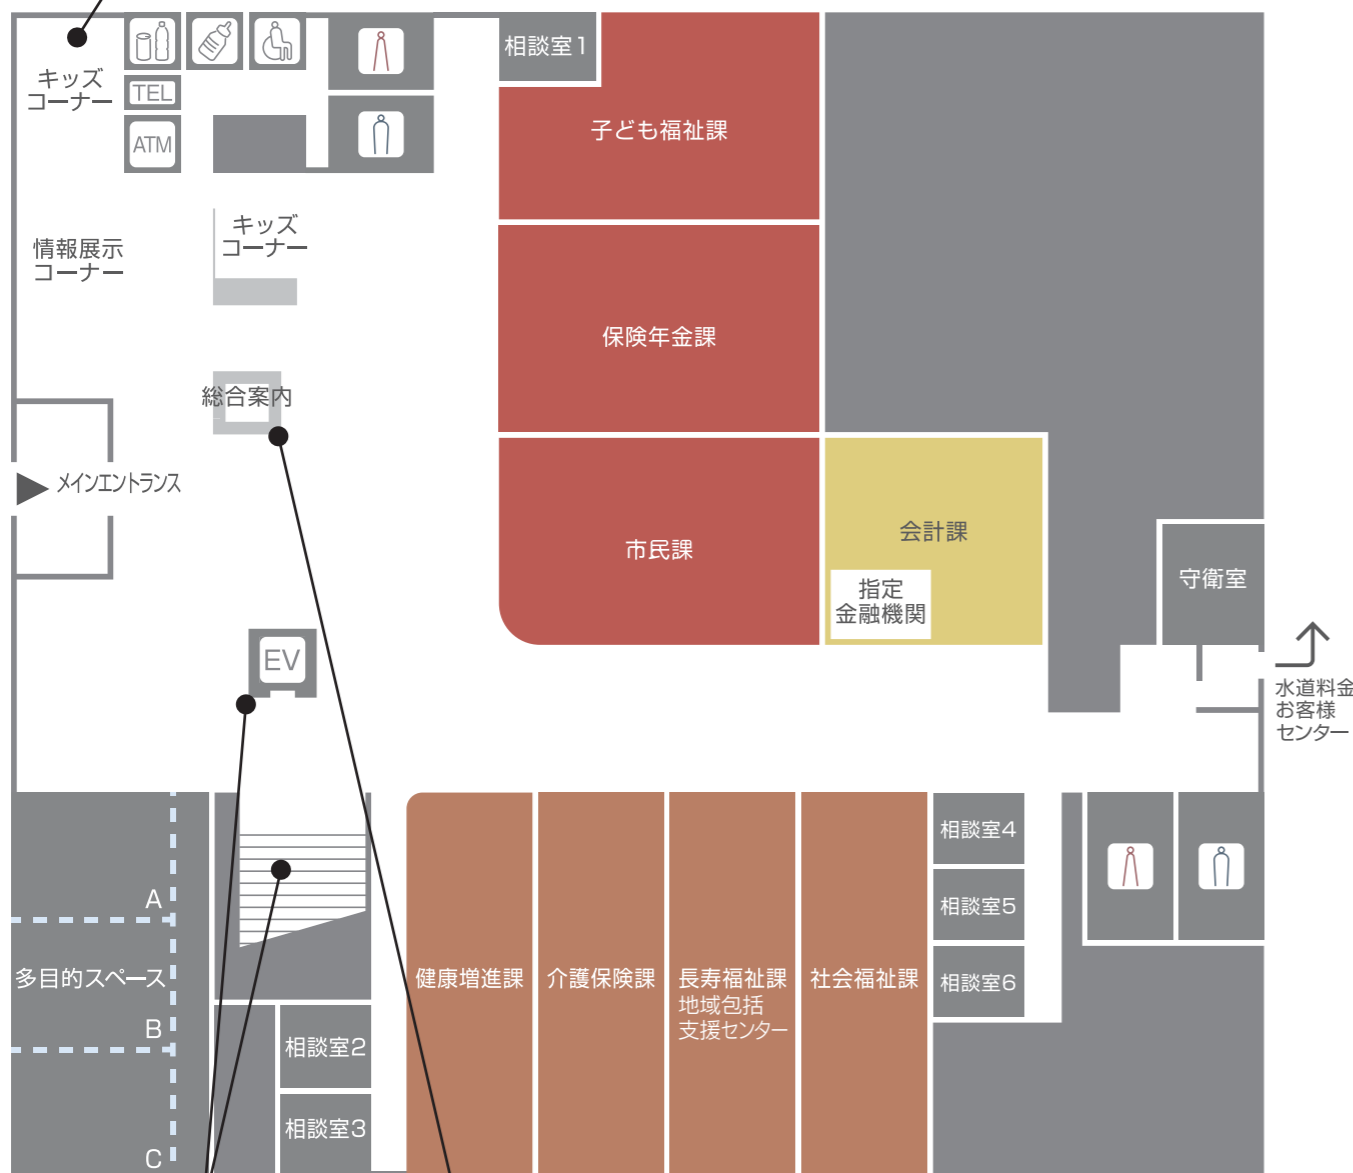 キッズ
コーナー
TEL
ATM
相談室1
子ども福祉課
情報展示
コーナー
キッズ
コーナー
保険年金課
総合案内
メインエントランス
市民課
会計課
指定
金融機関
守衛室
EV
水道料金
お客様
センター
A
多目的スペース
B
C
相談室2
相談室3
健康増進課
介護保険課
長寿福祉課
地域包括
支援センター
社会福祉課
相談室4
相談室5
相談室6